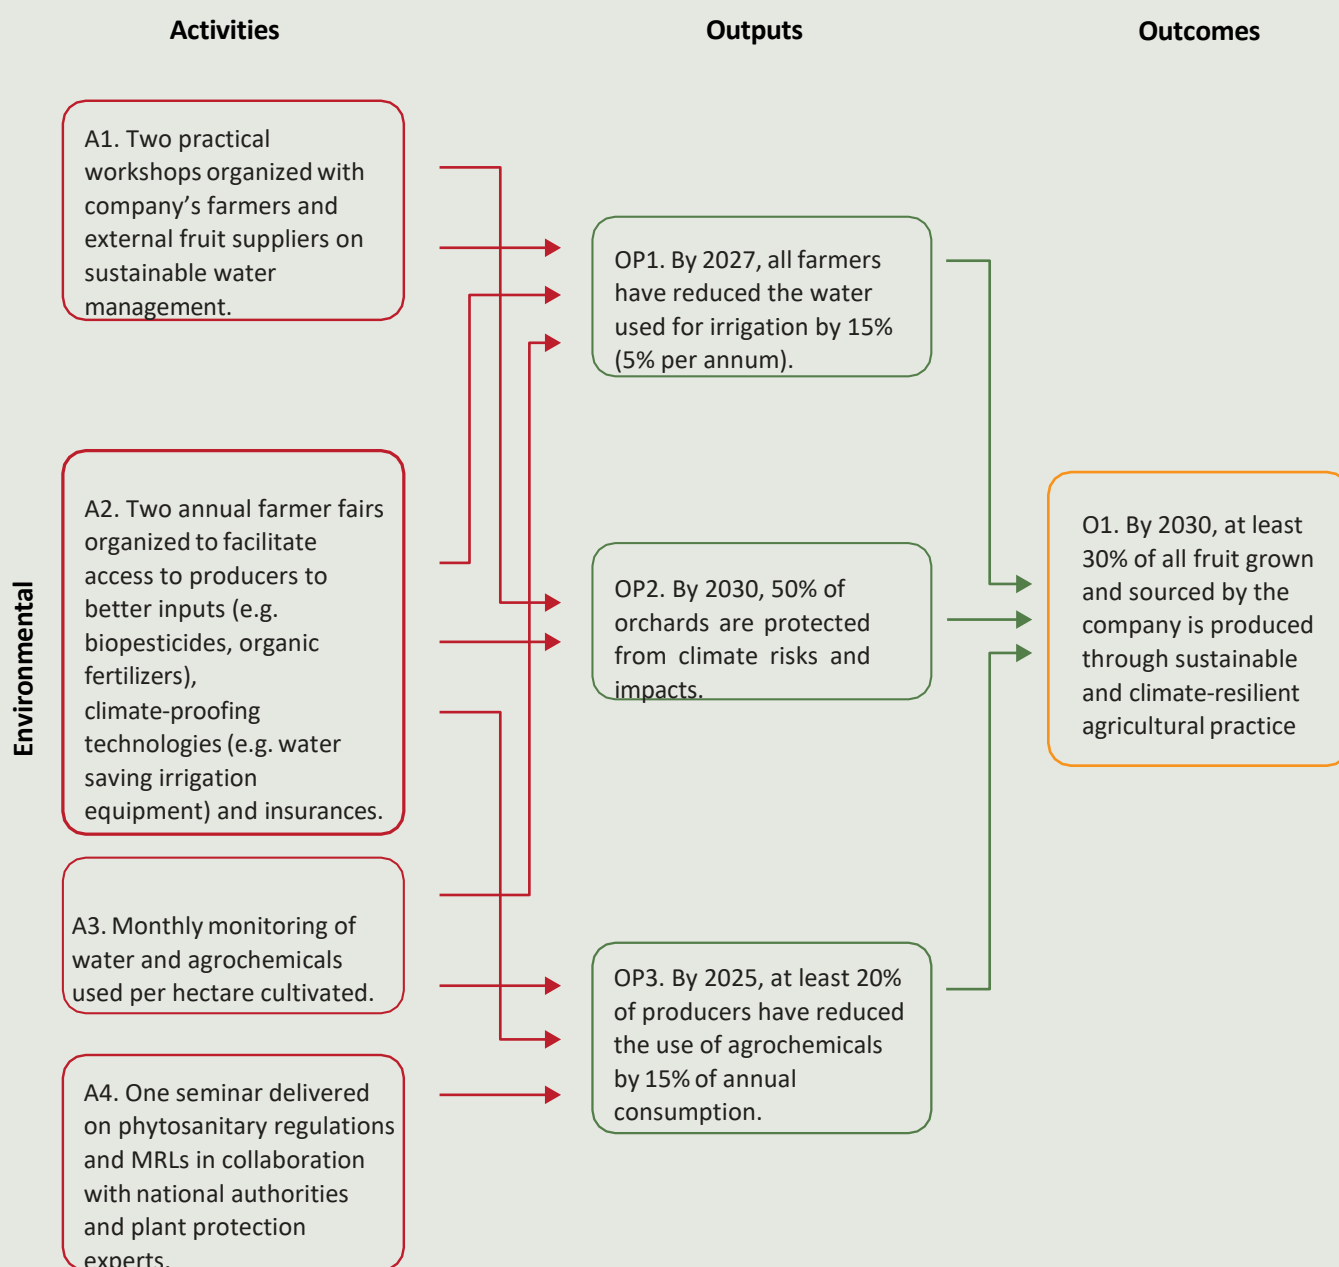 Activities
Outputs
Outcomes
Environmental
A1. Two practical
workshops organized with
company’s farmers and
external fruit suppliers on
sustainable water
management.
A2. Two annual farmer fairs
organized to facilitate
access to producers to
better inputs (e.g.
biopesticides, organic
fertilizers),
climate-proofing
technologies (e.g. water
saving irrigation
equipment) and insurances.
A3. Monthly monitoring of
water and agrochemicals
used per hectare cultivated.
A4. One seminar delivered
on phytosanitary regulations
and MRLs in collaboration
with national authorities
and plant protection
experts.
OP1. By 2027, all farmers
have reduced the water
used for irrigation by 15%
(5% per annum).
OP2. By 2030, 50% of
orchards are protected
from climate risks and
impacts.
OP3. By 2025, at least 20%
of producers have reduced
the use of agrochemicals
by 15% of annual
consumption.
O1. By 2030, at least
30% of all fruit grown
and sourced by the
company is produced
through sustainable
and climate-resilient
agricultural practice